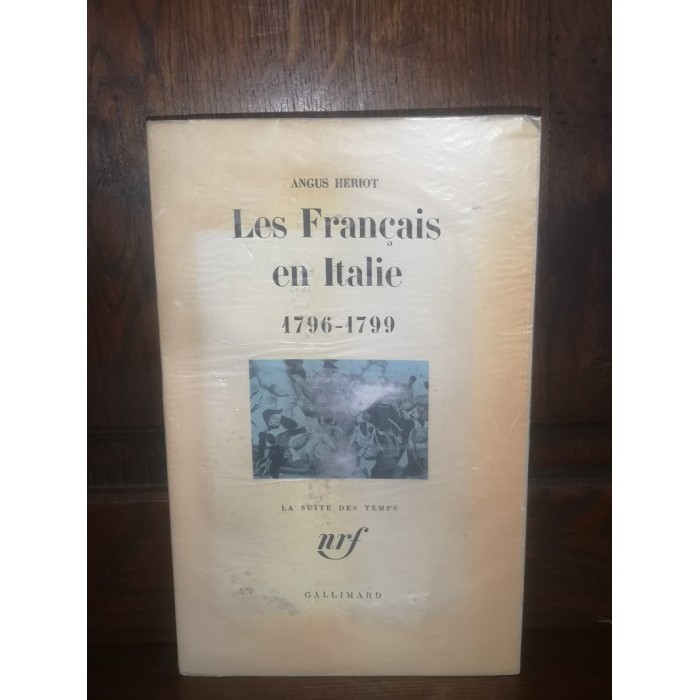 ANGUS HERIOT
Les Français
en Italie
1796-1799
LA SUITE DES TEMPS
nrf
GALLIMARD